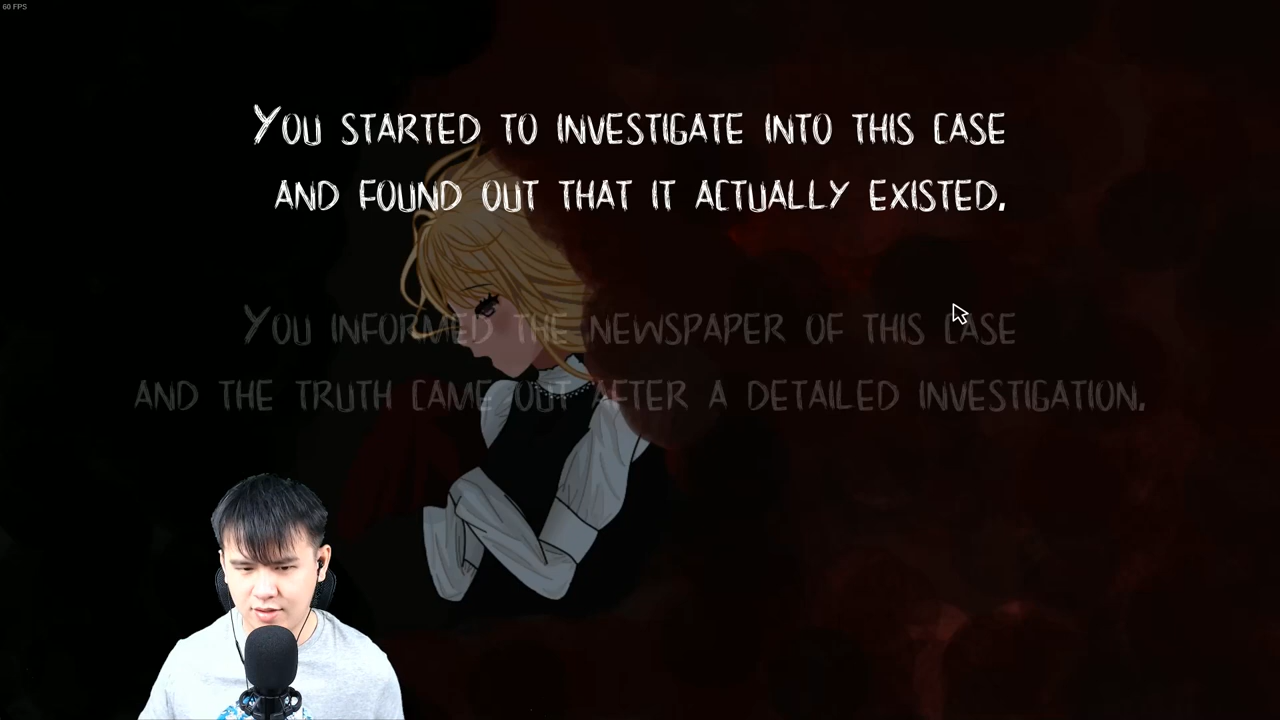 60 FPS
You started to investigate into this case
and found out that it actually existed.
You informed the newspaper of this case
and the truth came out after a detailed investigation.